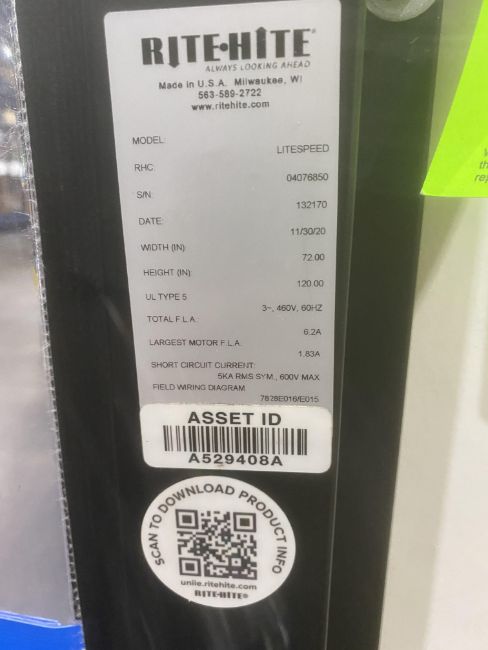 RITE-HITE®
ALWAYS LOOKING AHEAD
Made in U.S.A. Milwaukee, WI
563-589-2722
www.ritehite.com
MODEL: LITESPEED
RHC: 04076850
S/N: 132170
DATE: 11/30/20
WIDTH (IN) 72.00
HEIGHT (IN) 120.00
UL TYPE 5 3~, 460V, 60HZ
TOTAL F.L.A.: 6.2A
LARGEST MOTOR F.L.A. 1.83A
SHORT CIRCUIT CURRENT:
5KA RMS SYM., 600V MAX
FIELD WIRING DIAGRAM
7828E016/E015
ASSET ID
A529408A
SCAN TO DOWNLOAD PRODUCT INFO
unile.ritehite.com
RITE-HITE®